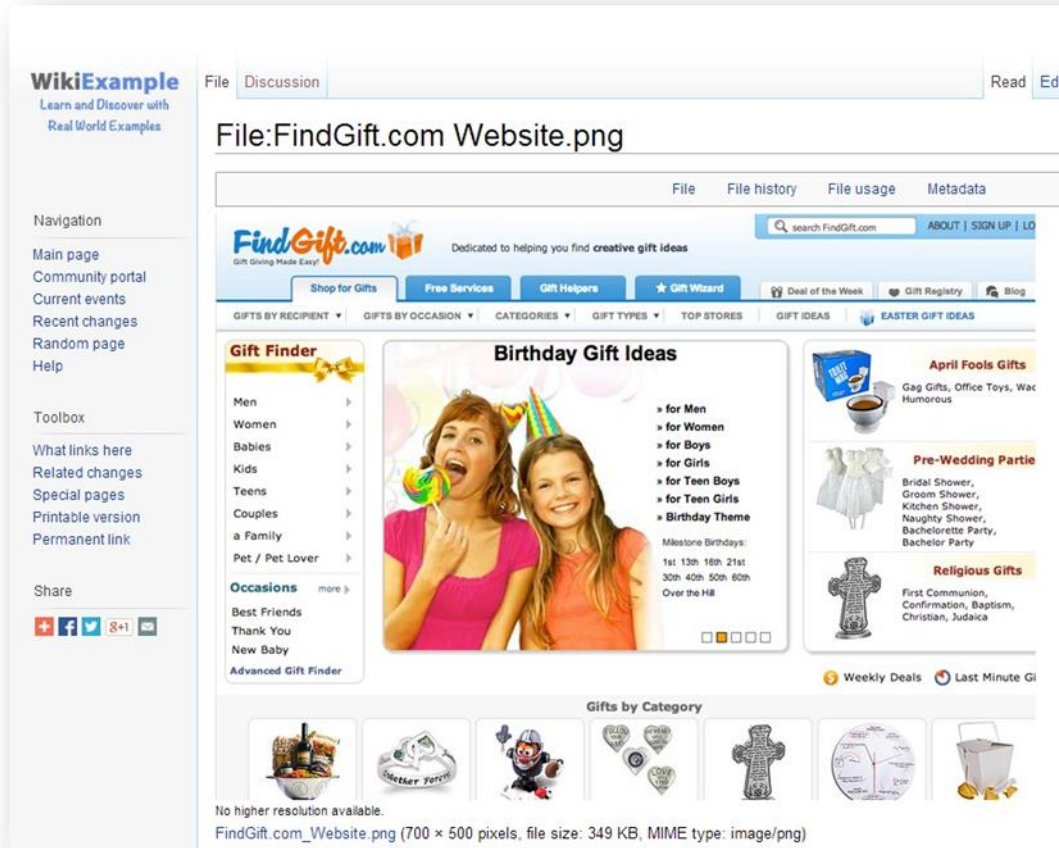 WikiExample
Learn and Discover with
Real World Examples
File Discussion Read Ed
File:FindGift.com Website.png
File File history File usage Metadata
Navigation
Main page
Community portal
Current events
Recent changes
Random page
Help
Toolbox
What links here
Related changes
Special pages
Printable version
Permanent link
Share
g+1
FindGift.com
Gift Giving Made Easy!
Dedicated to helping you find creative gift ideas
search FindGift.com
ABOUT | SIGN UP | LO
Shop for Gifts Free Services Gift Helpers Gift Wizard
Deal of the Week Gift Registry Blog
GIFTS BY RECIPIENT GIFTS BY OCCASION CATEGORIES GIFT TYPES TOP STORES GIFT IDEAS EASTER GIFT IDEAS
Gift Finder
Men
Women
Babies
Kids
Teens
Couples
a Family
Pet / Pet Lover
Occasions more
Best Friends
Thank You
New Baby
Advanced Gift Finder
Birthday Gift Ideas
» for Men
» for Women
» for Boys
» for Girls
» for Teen Boys
» for Teen Girls
» Birthday Theme
Milestone Birthdays:
1st 13th 16th 21st
30th 40th 50th 60th
Over the Hill
TOILET
MUG
April Fools Gifts
Gag Gifts, Office Toys, Wac
Humorous
Pre-Wedding Partie
Bridal Shower,
Groom Shower,
Kitchen Shower,
Naughty Shower,
Bachelorette Party,
Bachelor Party
Religious Gifts
First Communion,
Confirmation, Baptism,
Christian, Judaica
Weekly Deals Last Minute Gi
Gifts by Category
Together Forever
No higher resolution available.
FindGift.com_Website.png (700 × 500 pixels, file size: 349 KB, MIME type: image/png)